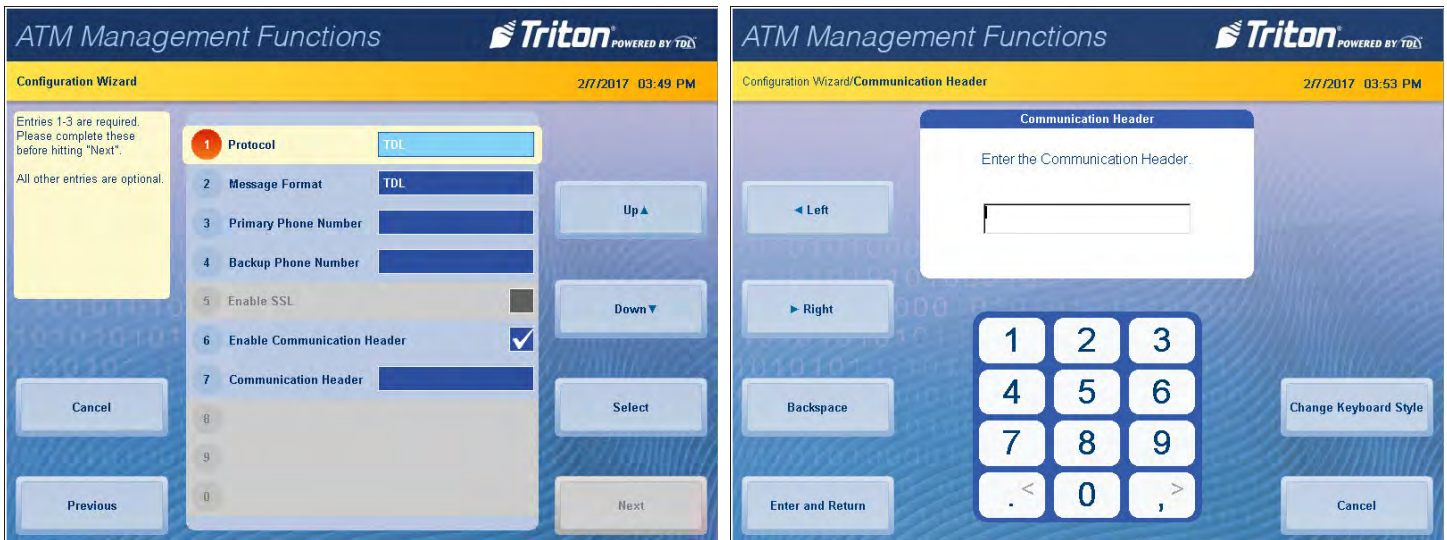 ATM Management Functions
Triton POWERED BY TDL
Configuration Wizard
2/7/2017 03:49 PM
Entries 1-3 are required.
Please complete these
before hitting "Next".
All other entries are optional.
1 Protocol TDL
2 Message Format TDL
3 Primary Phone Number
4 Backup Phone Number
5 Enable SSL
6 Enable Communication Header
7 Communication Header
8
9
0
Up▲
Down▼
Cancel
Select
Previous
Next
ATM Management Functions
Triton POWERED BY TDL
Configuration Wizard/Communication Header
2/7/2017 03:53 PM
Communication Header
Enter the Communication Header.
◄ Left
► Right
Backspace
Enter and Return
1 2 3
4 5 6
7 8 9
. < 0 , >
Change Keyboard Style
Cancel